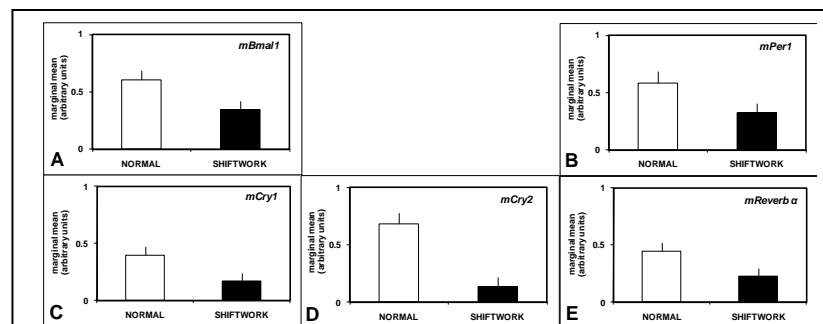 mBmal1
marginal mean
(arbitrary units)
1
0.5
0
NORMAL SHIFTWORK
A
mPer1
marginal mean
(arbitrary units)
1
0.5
0
NORMAL SHIFTWORK
B
mCry1
marginal mean
(arbitrary units)
1
0.5
0
NORMAL SHIFTWORK
C
mCry2
marginal mean
(arbitrary units)
1
0.5
0
NORMAL SHIFTWORK
D
mReverb α
marginal mean
(arbitrary units)
1
0.5
0
NORMAL SHIFTWORK
E